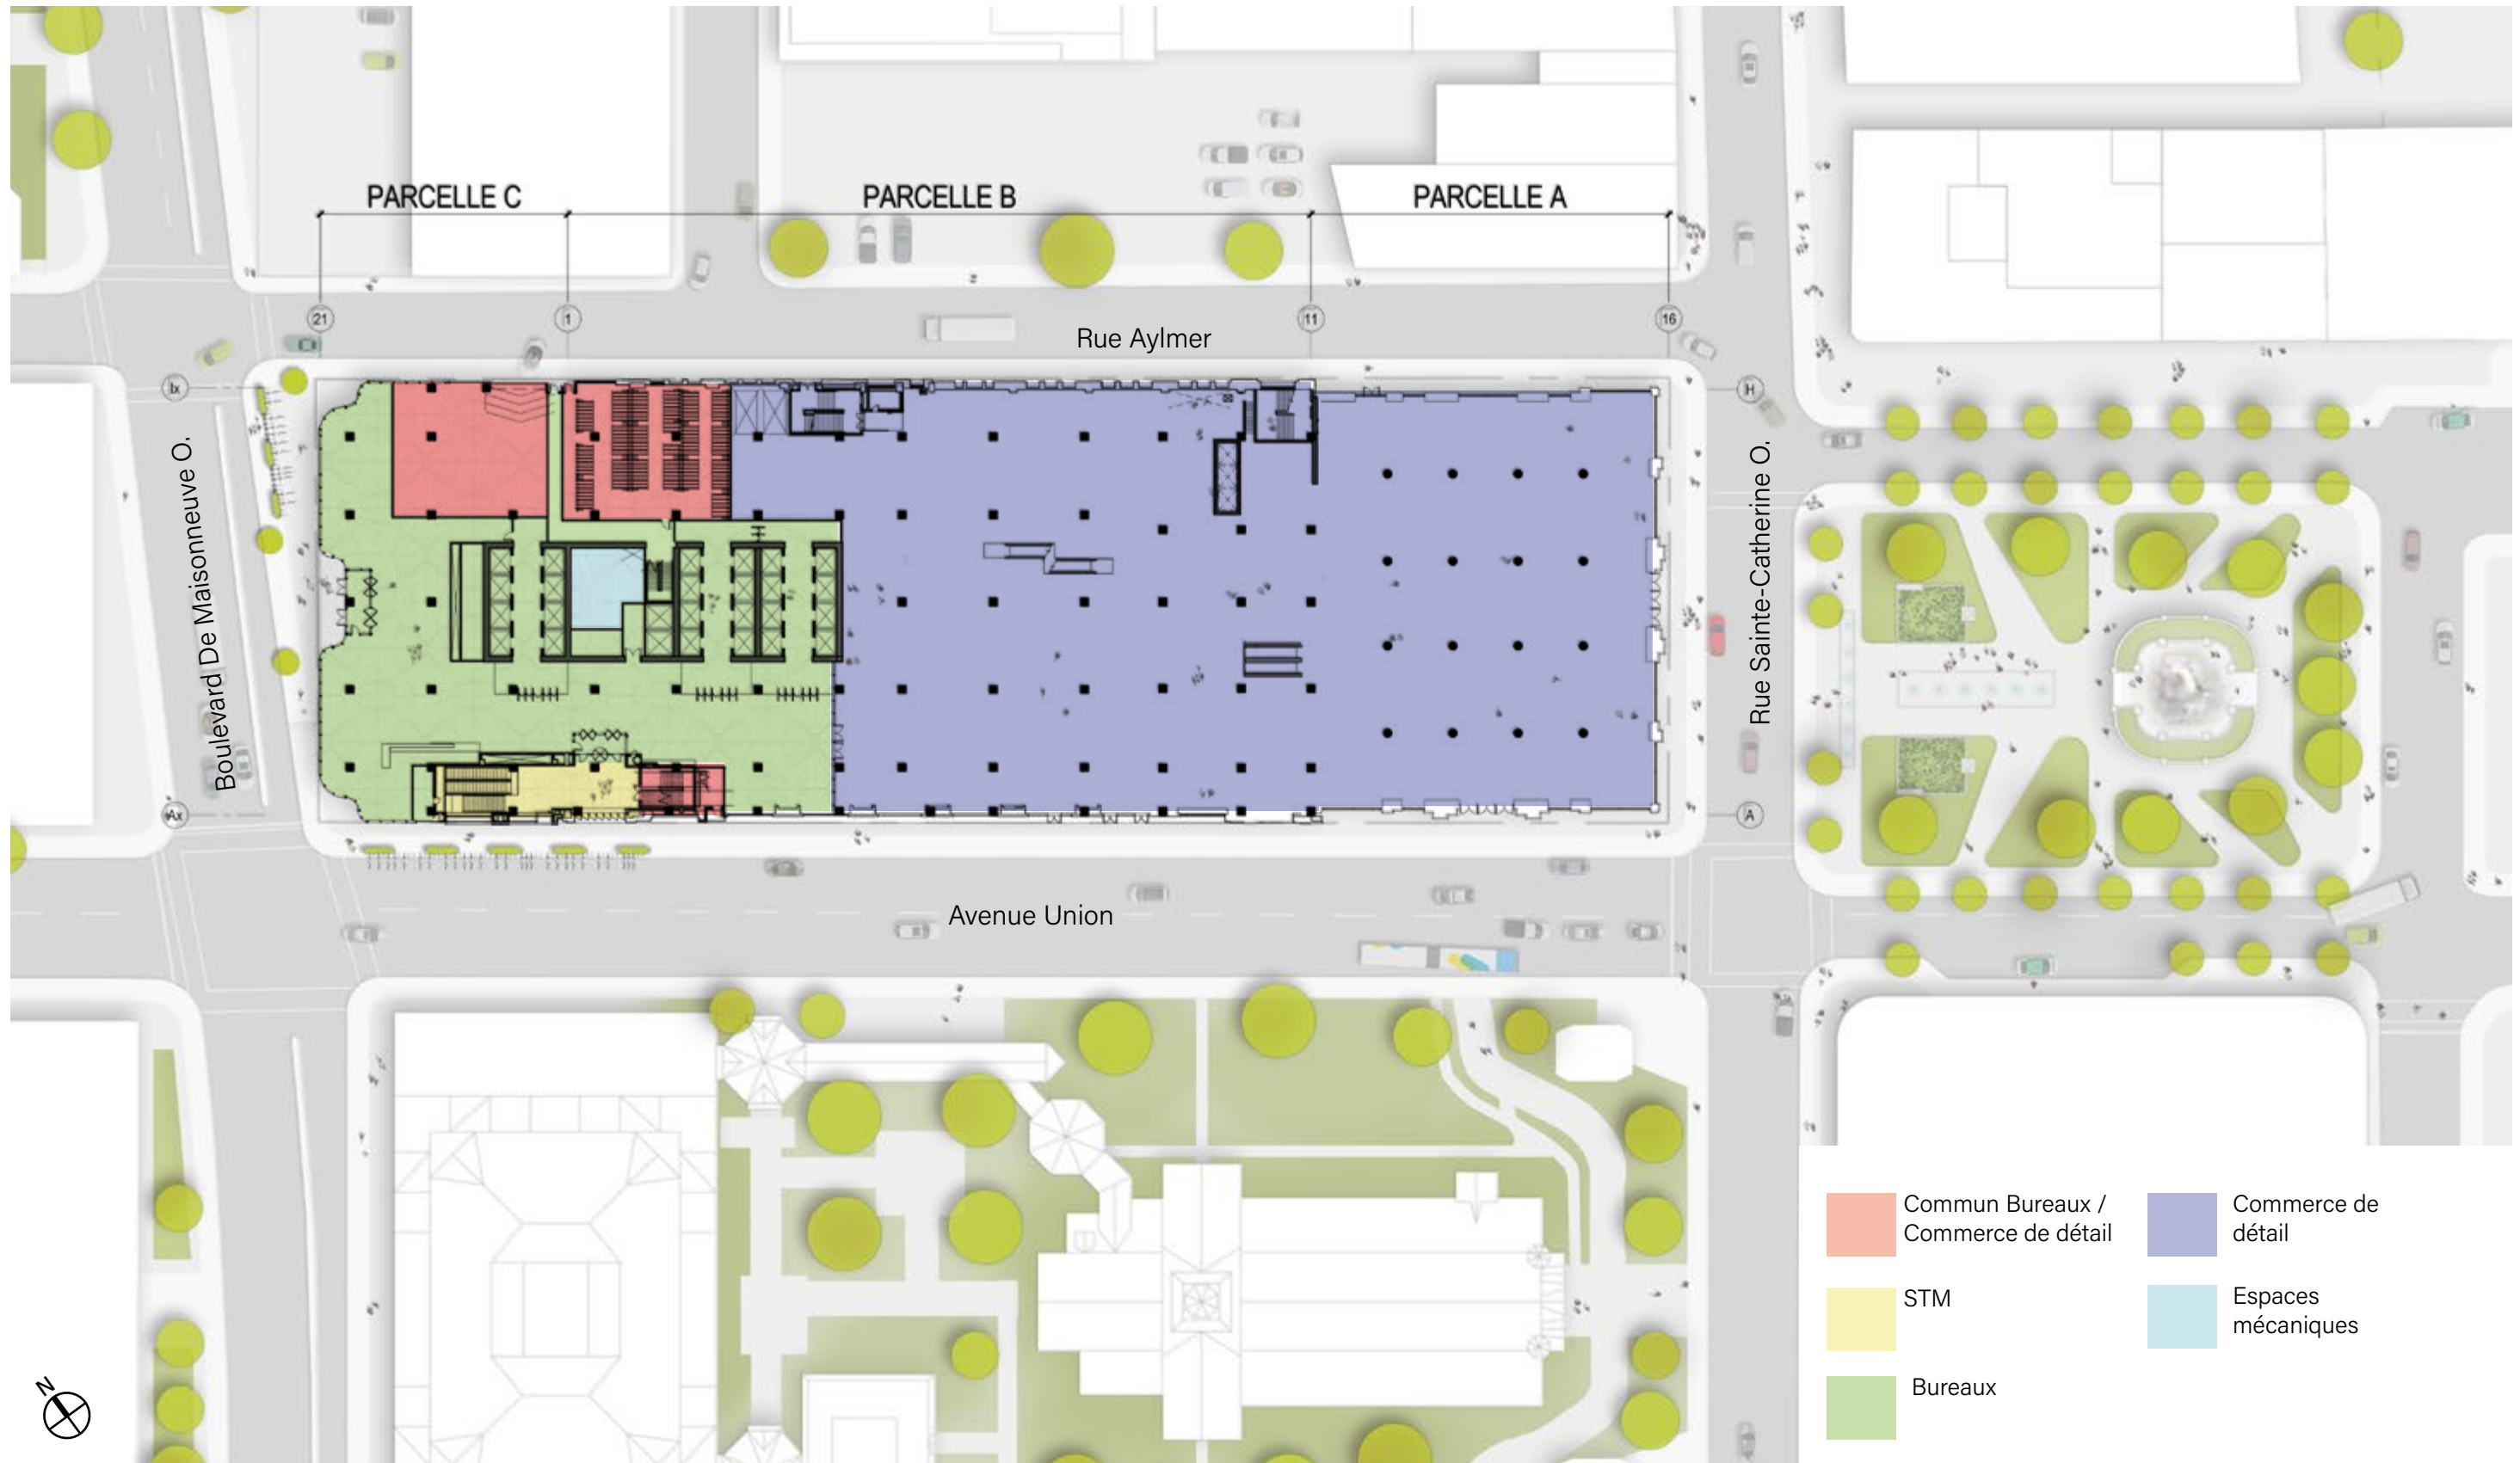 PARCELLE C
PARCELLE B
PARCELLE A
21
1
11
16
Rue Aylmer
Ix
H
Boulevard De Maisonneuve O.
Rue Sainte-Catherine O.
Ax
A
Avenue Union
Commun Bureaux /
Commerce de détail
Commerce de
détail
STM
Espaces
mécaniques
Bureaux
N